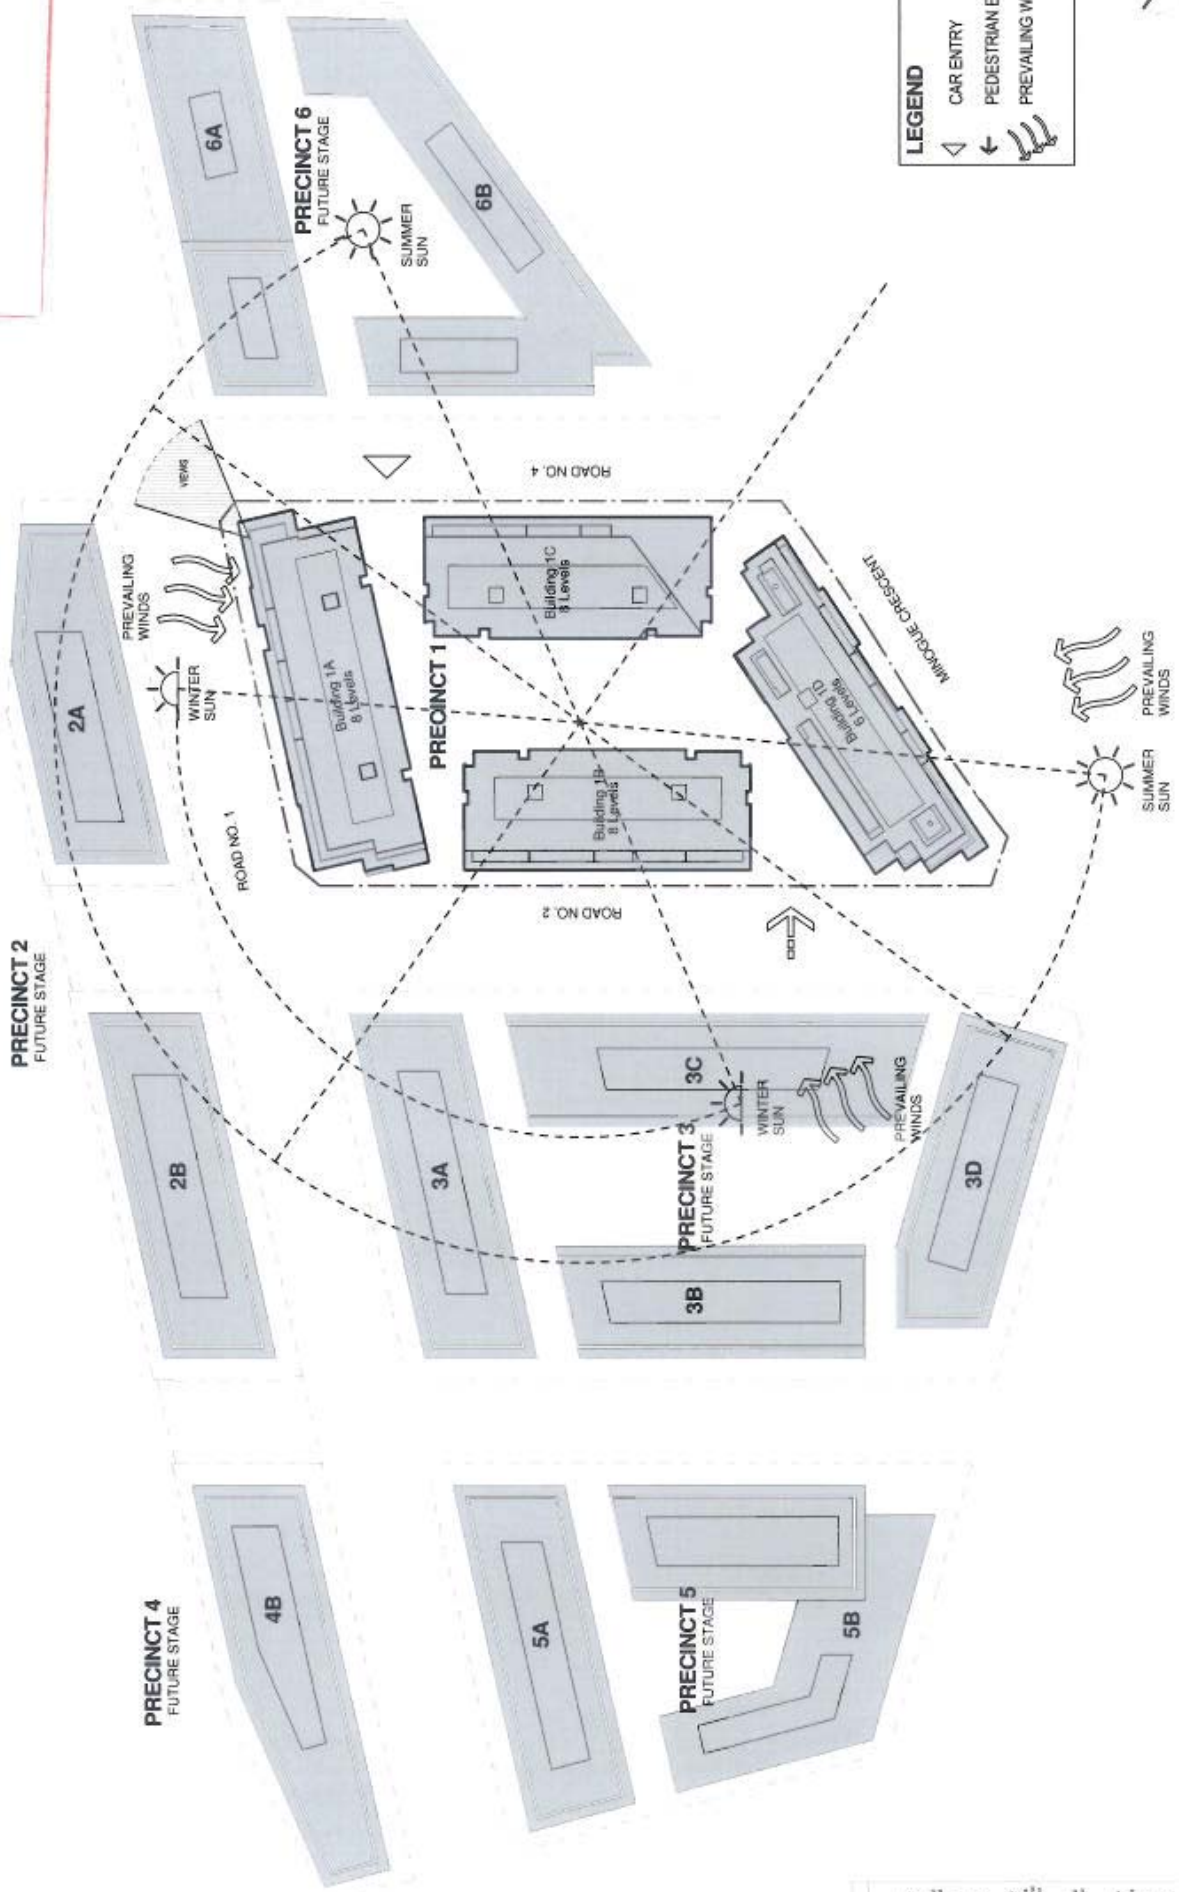 LEGEND
CAR ENTRY
PEDESTRIAN
PREVAILING
6A
PRECINCT 6
FUTURE STAGE
SUMMER
SUN
6B
VIEWS
ROAD NO. 4
2A
PREVAILING
WINDS
WINTER
SUN
Building 1A
8 Levels
PRECINCT 1
Building 1C
8 Levels
Building 1B
8 Levels
Building 1D
6 Levels
MINOGUE CRESCENT
PREVAILING
WINDS
SUMMER
SUN
ROAD NO. 1
ROAD NO. 2
PRECINCT 2
FUTURE STAGE
2B
3A
3C
WINTER
SUN
PREVAILING
WINDS
PRECINCT 3
FUTURE STAGE
3B
3D
PRECINCT 4
FUTURE STAGE
4B
5A
PRECINCT 5
FUTURE STAGE
5B